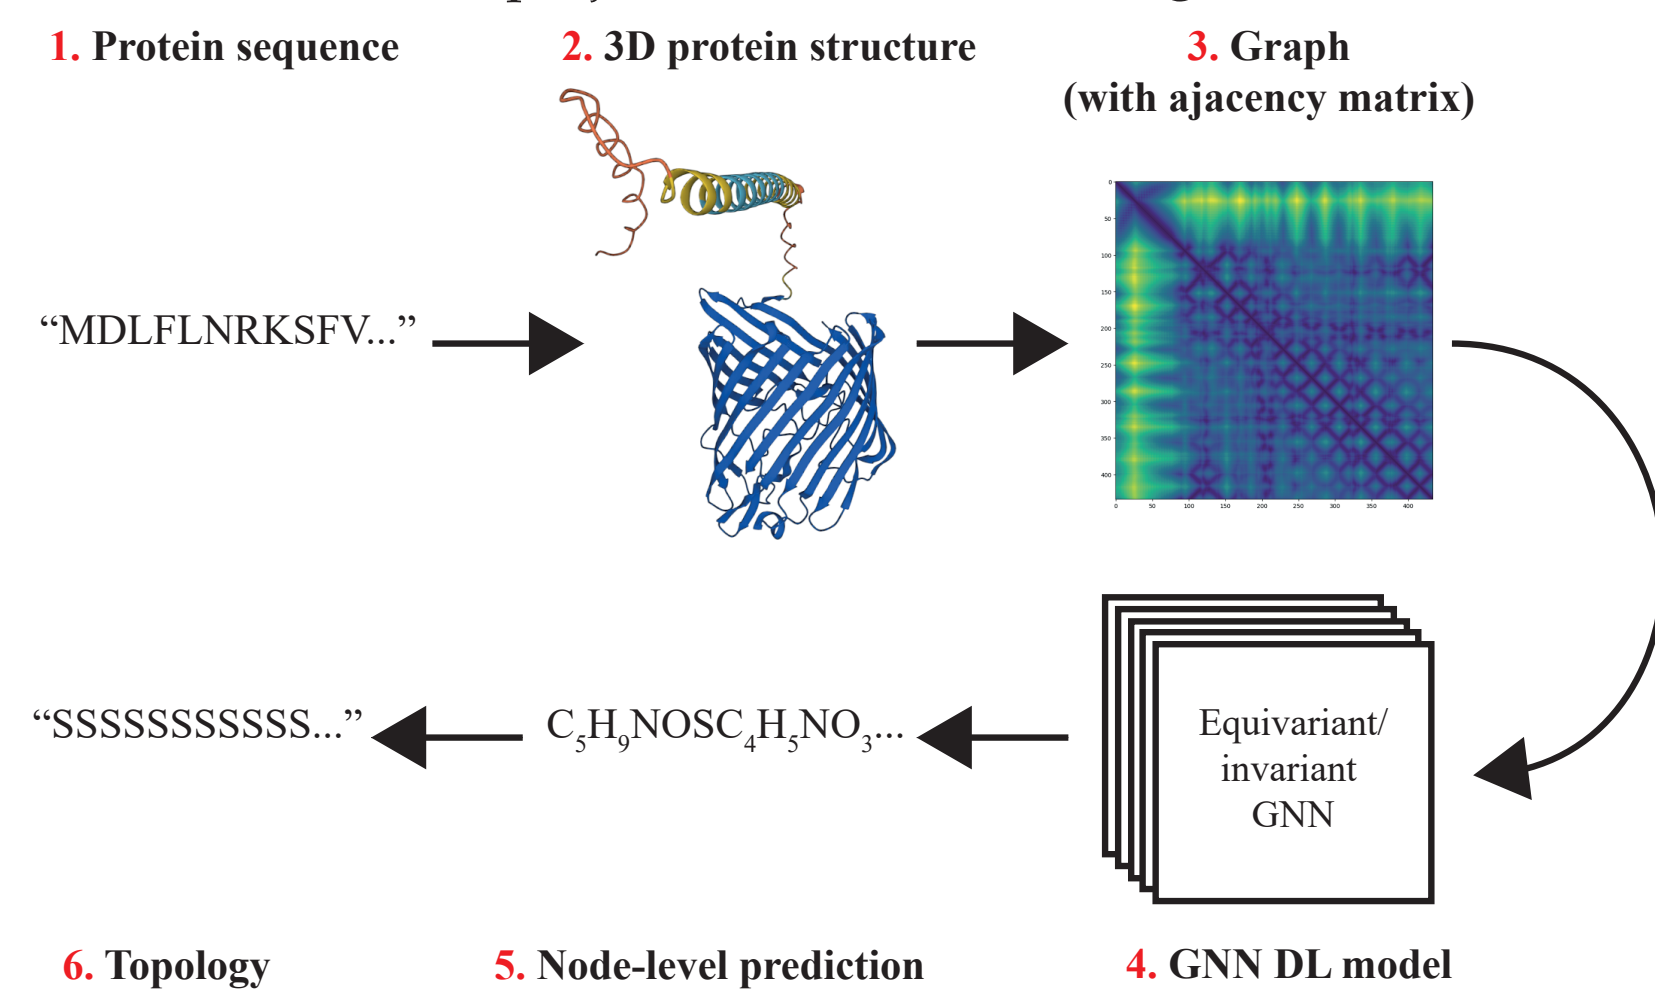 1. Protein sequence
2. 3D protein structure
3. Graph
(with ajacency matrix)
“MDLFLNRKSFV...”
0
50
100
150
200
250
300
350
400
0 50 100 150 200 250 300 350 400
Equivariant/
invariant
GNN
C₅H₉NOSC₄H₅NO₃...
“SSSSSSSSSSS...”
6. Topology
5. Node-level prediction
4. GNN DL model